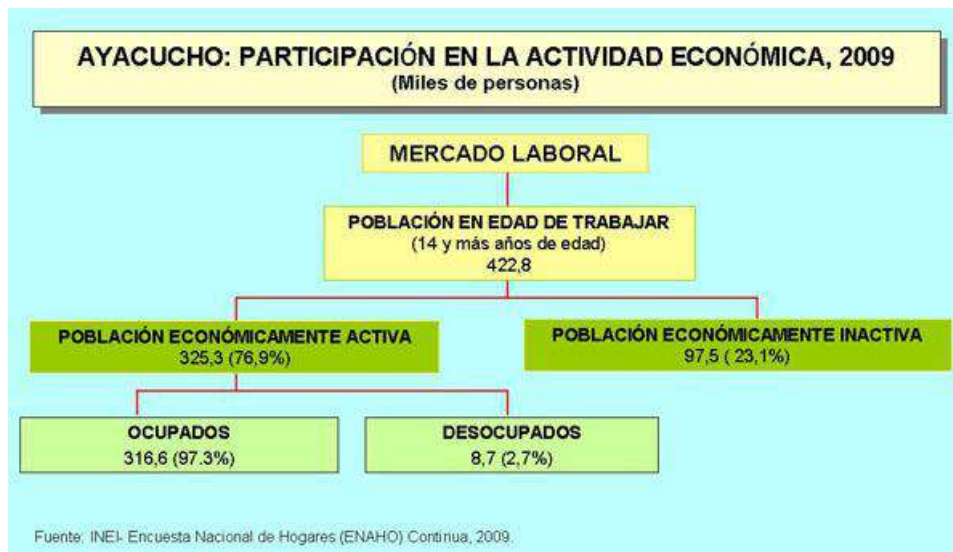 AYACUCHO: PARTICIPACIÓN EN LA ACTIVIDAD ECONÓMICA, 2009
(Miles de personas)
MERCADO LABORAL
POBLACIÓN EN EDAD DE TRABAJAR
(14 y más años de edad)
422,8
POBLACIÓN ECONÓMICAMENTE ACTIVA
325,3 (76,9%)
POBLACIÓN ECONÓMICAMENTE INACTIVA
97,5 ( 23,1%)
OCUPADOS
316,6 (97.3%)
DESOCUPADOS
8,7 (2,7%)
Fuente: INEI- Encuesta Nacional de Hogares (ENAHO) Continua, 2009.